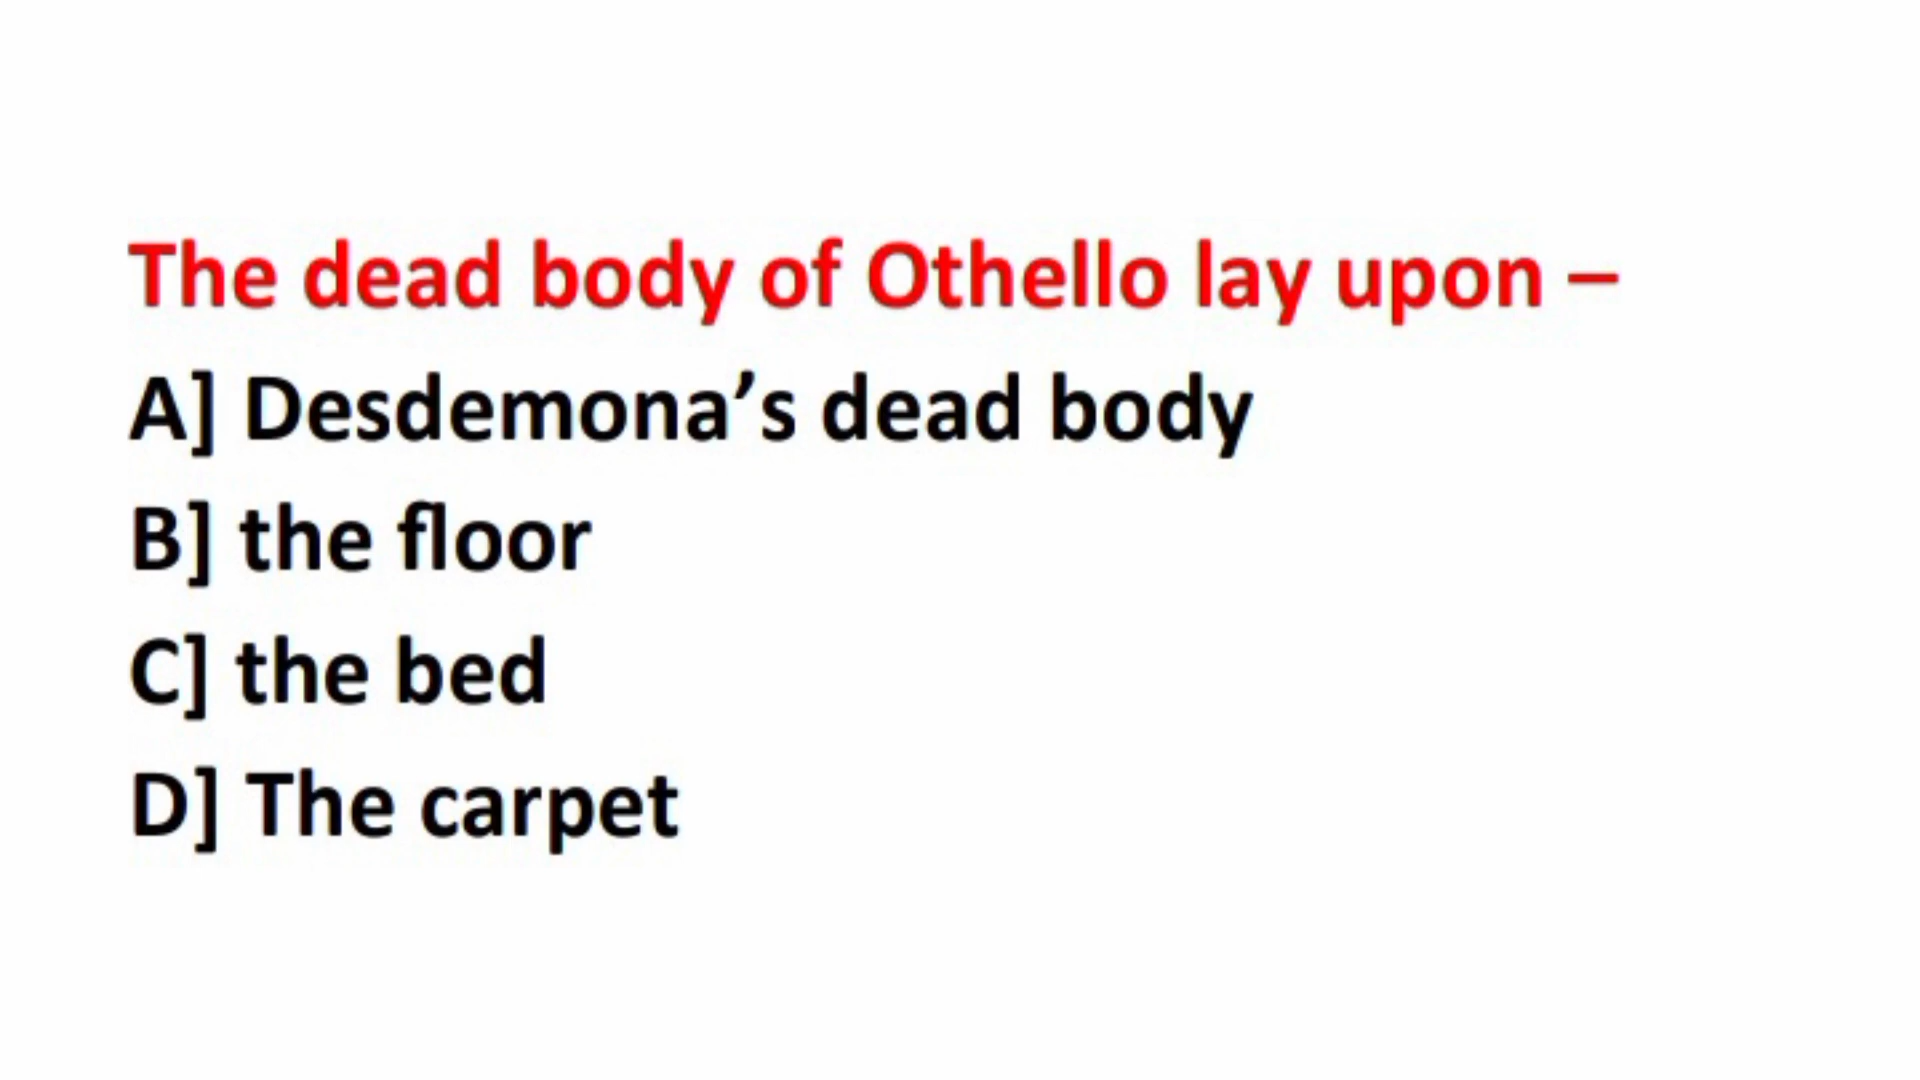 The dead body of Othello lay upon –
A] Desdemona’s dead body
B] the floor
C] the bed
D] The carpet